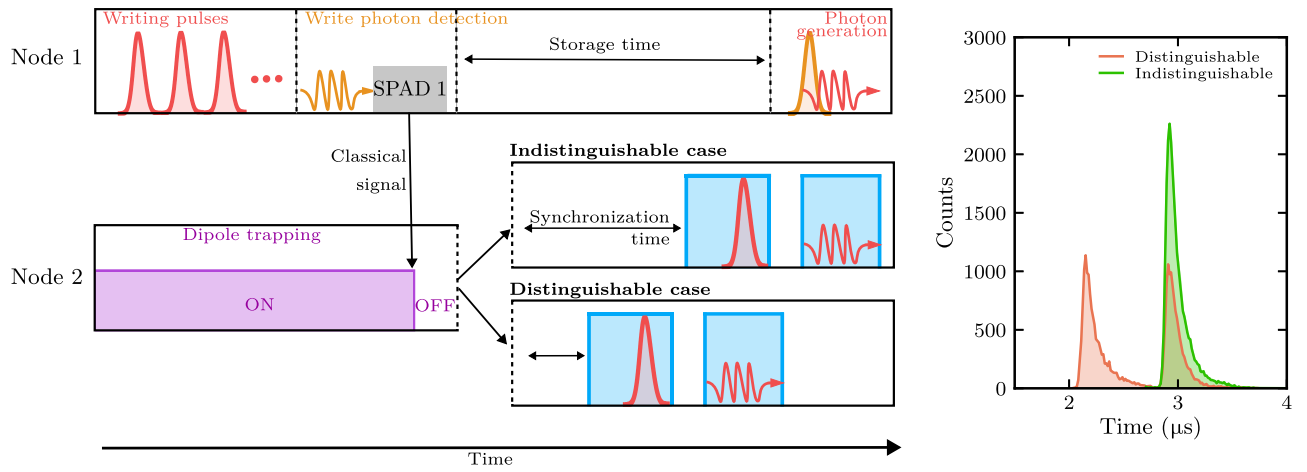 Writing pulses
Write photon detection
Photon
generation
Node 1
Storage time
SPAD 1
Classical
signal
Indistinguishable case
Synchronization
time
Dipole trapping
Node 2
ON
OFF
Distinguishable case
Time
Distinguishable
Indistinguishable
Counts
3000
2500
2000
1500
1000
500
0
2
3
4
Time (μs)